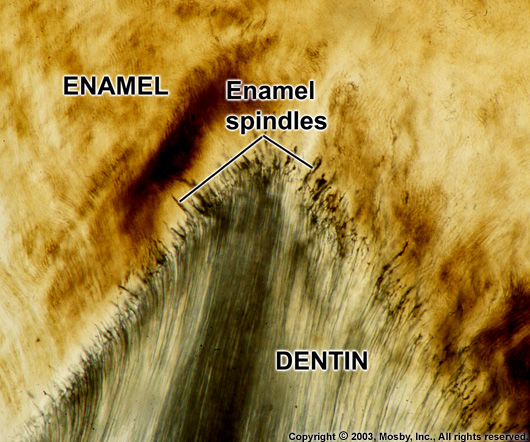 ENAMEL
Enamel
spindles
DENTIN
Copyright © 2003, Mosby, Inc., All rights reserved.